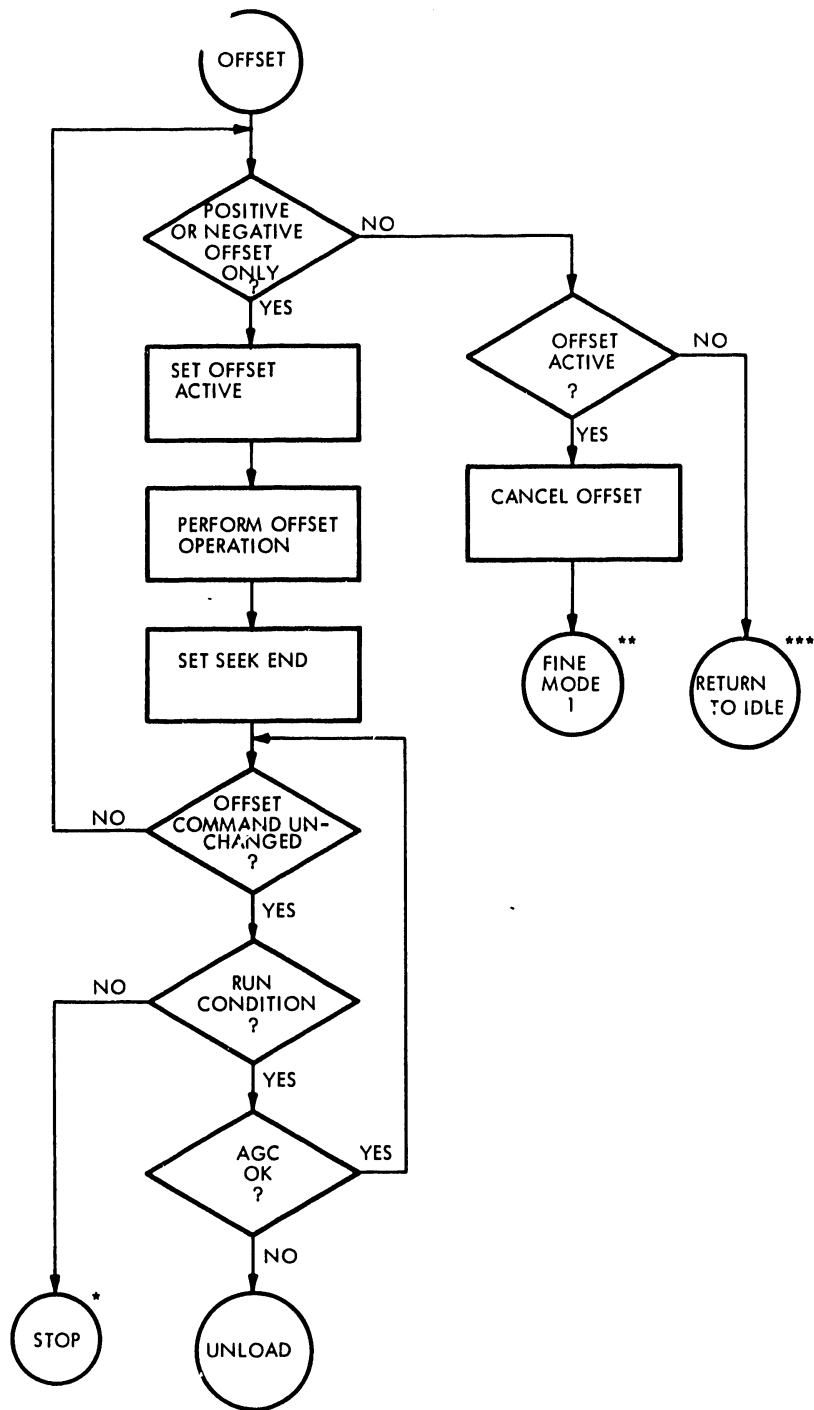 OFFSET
POSITIVE
OR NEGATIVE
OFFSET
ONLY
?
NO
YES
SET OFFSET
ACTIVE
OFFSET
ACTIVE
?
NO
YES
PERFORM OFFSET
OPERATION
CANCEL OFFSET
SET SEEK END
FINE
MODE
1
**
RETURN
TO IDLE
***
OFFSET
COMMAND UN-
CHANGED
?
NO
YES
RUN
CONDITION
?
NO
YES
AGC
OK
?
YES
NO
STOP
*
UNLOAD